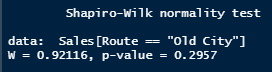 Shapiro-Wilk normality test
data:  Sales[Route == "Old City"]
W = 0.92116, p-value = 0.2957